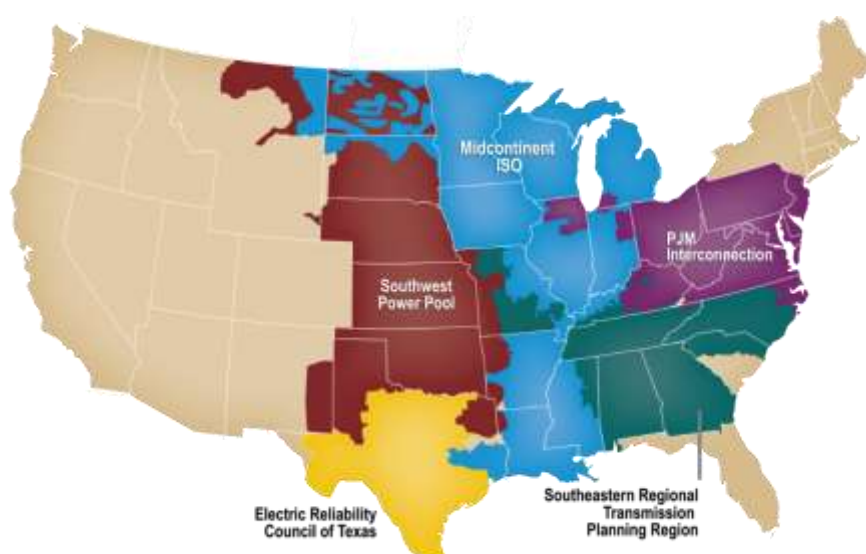 Midcontinent
ISO
PJM
Interconnection
Southwest
Power Pool
Electric Reliability
Council of Texas
Southeastern Regional
Transmission
Planning Region